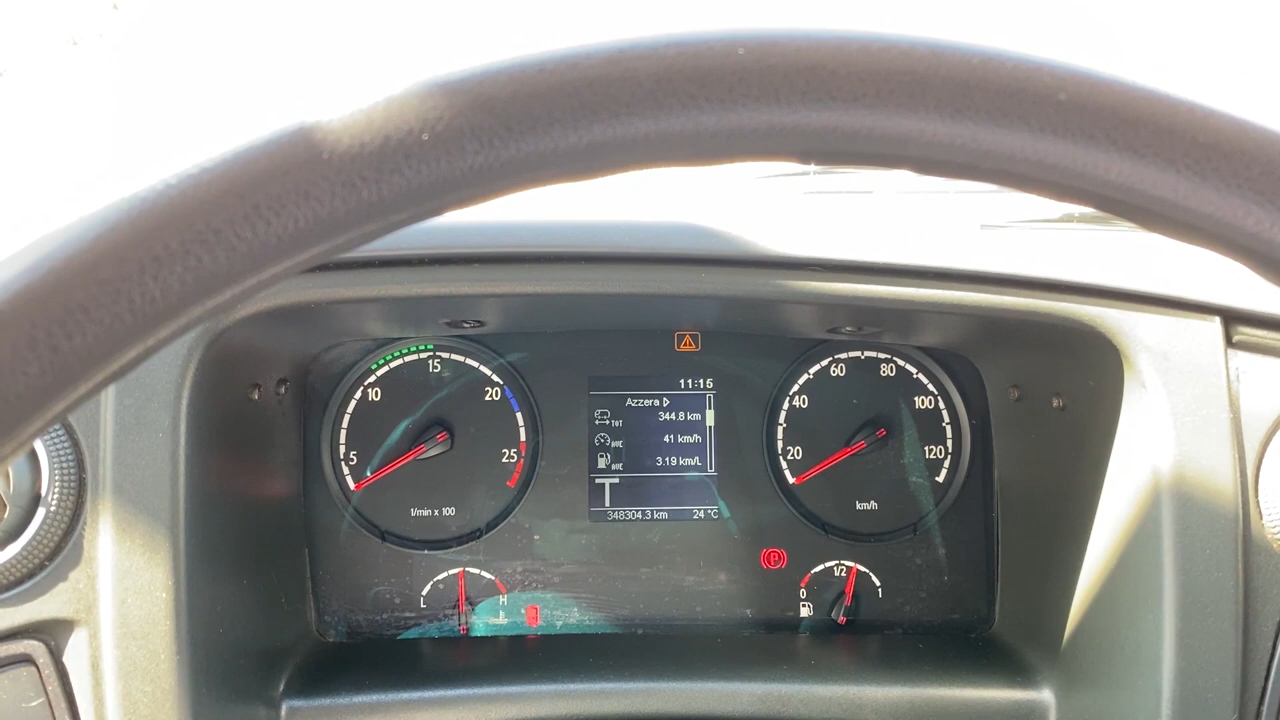 5
10
15
20
25
1/min x 100
11:15
Azzera
TOT 344.8 km
AVE 41 km/h
AVE 3.19 km/L
T
348304.3 km 24 °C
20
40
60
80
100
120
km/h
L H
P
0 1/2 1